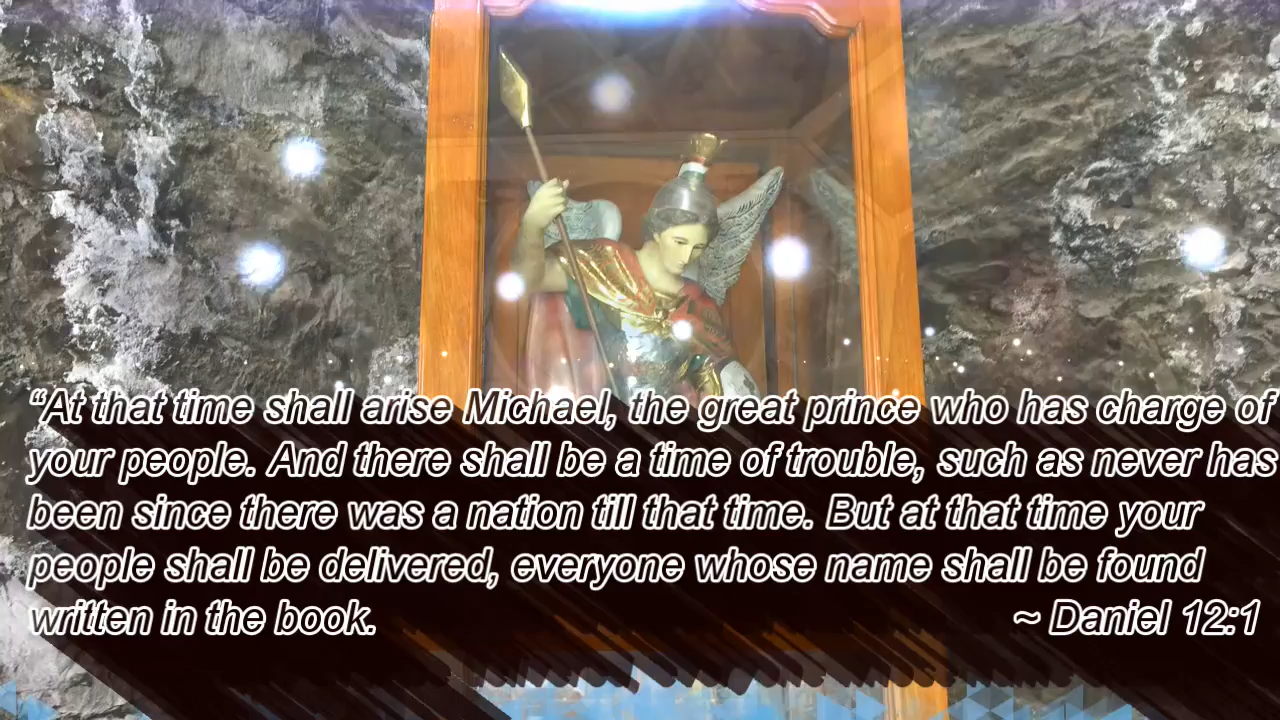 “At that time shall arise Michael, the great prince who has charge of
your people. And there shall be a time of trouble, such as never has
been since there was a nation till that time. But at that time your
people shall be delivered, everyone whose name shall be found
written in the book. ~ Daniel 12:1